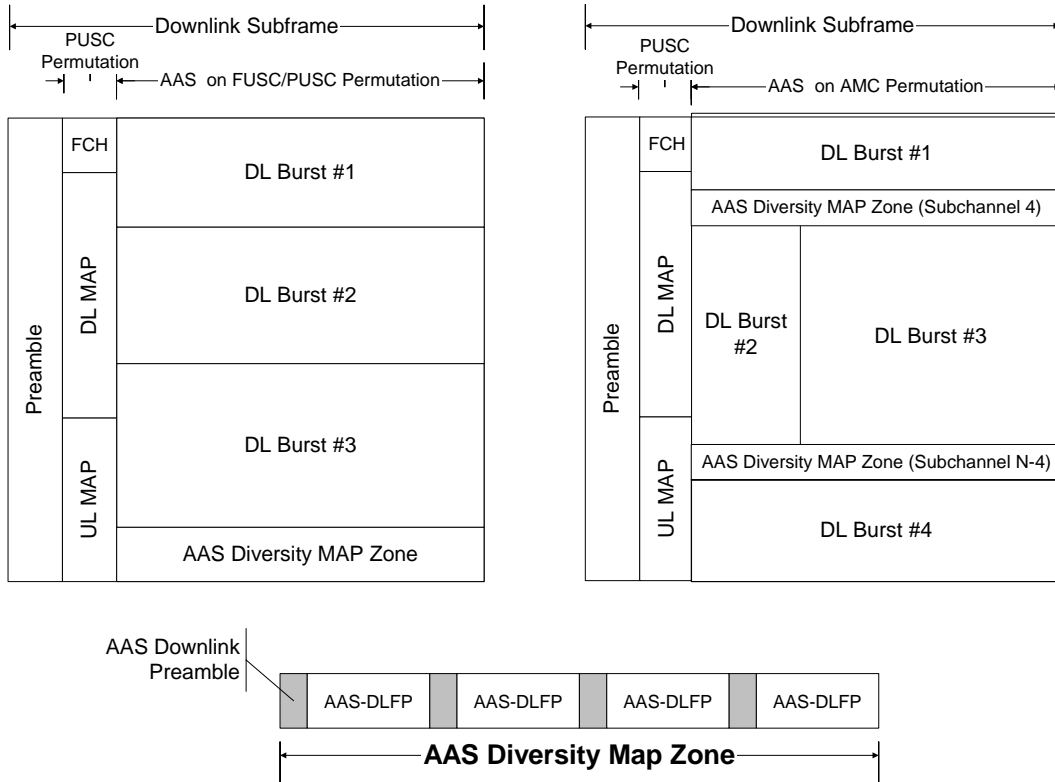 Downlink Subframe
PUSC
Permutation
AAS on FUSC/PUSC Permutation
Preamble
FCH
DL MAP
UL MAP
DL Burst #1
DL Burst #2
DL Burst #3
AAS Diversity MAP Zone
Downlink Subframe
PUSC
Permutation
AAS on AMC Permutation
Preamble
FCH
DL MAP
UL MAP
DL Burst #1
AAS Diversity MAP Zone (Subchannel 4)
DL Burst
#2
DL Burst #3
AAS Diversity MAP Zone (Subchannel N-4)
DL Burst #4
AAS Downlink
Preamble
AAS-DLFP
AAS-DLFP
AAS-DLFP
AAS-DLFP
AAS Diversity Map Zone